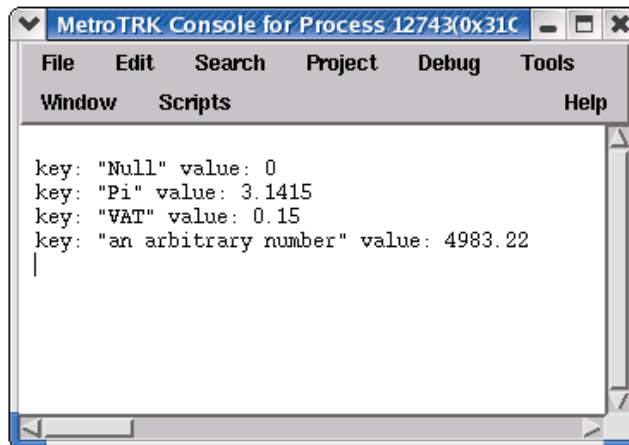 MetroTRK Console for Process 12743(0x31C
File Edit Search Project Debug Tools
Window Scripts Help
key: "Null" value: 0
key: "Pi" value: 3.1415
key: "VAT" value: 0.15
key: "an arbitrary number" value: 4983.22